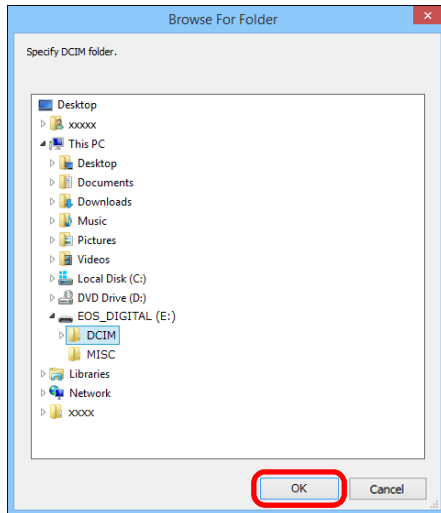 Browse For Folder
Specify DCIM folder.
Desktop
xxxxx
This PC
Desktop
Documents
Downloads
Music
Pictures
Videos
Local Disk (C:)
DVD Drive (D:)
EOS_DIGITAL (E:)
DCIM
MISC
Libraries
Network
xxxx
OK Cancel